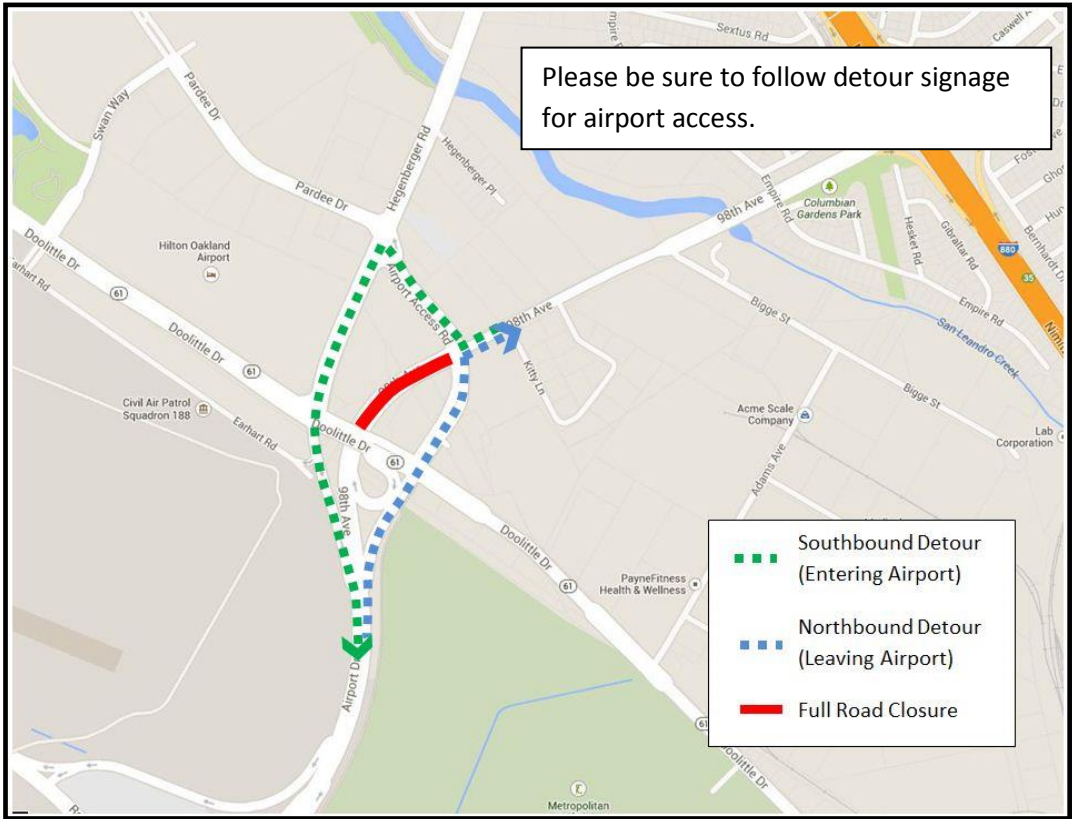 Please be sure to follow detour signage
for airport access.
Sextus Rd
Caswell Ave
Empire Rd
Swan Way
Pardee Dr
Hegenberger Rd
Hegenberger Pl
Pardee Dr
98th Ave
Empire Rd
Columbian
Gardens Park
Hesket Rd
Gibraltar Rd
Bernhardt Dr
880
35
Empire Rd
Doolittle Dr
Hilton Oakland
Airport
Earhart Rd
61
Airport Access Rd
98th Ave
Bigge St
San Leandro Creek
Doolittle Dr
61
Kitty Ln
Civil Air Patrol
Squadron 188
Earhart Rd
Doolittle Dr
61
Acme Scale
Company
Bigge St
Lab
Corporation
Adams Ave
98th Ave
Doolittle Dr
61
PayneFitness
Health & Wellness
Airport D
61
Doolittle Dr
Metropolitan
Southbound Detour
(Entering Airport)
Northbound Detour
(Leaving Airport)
Full Road Closure